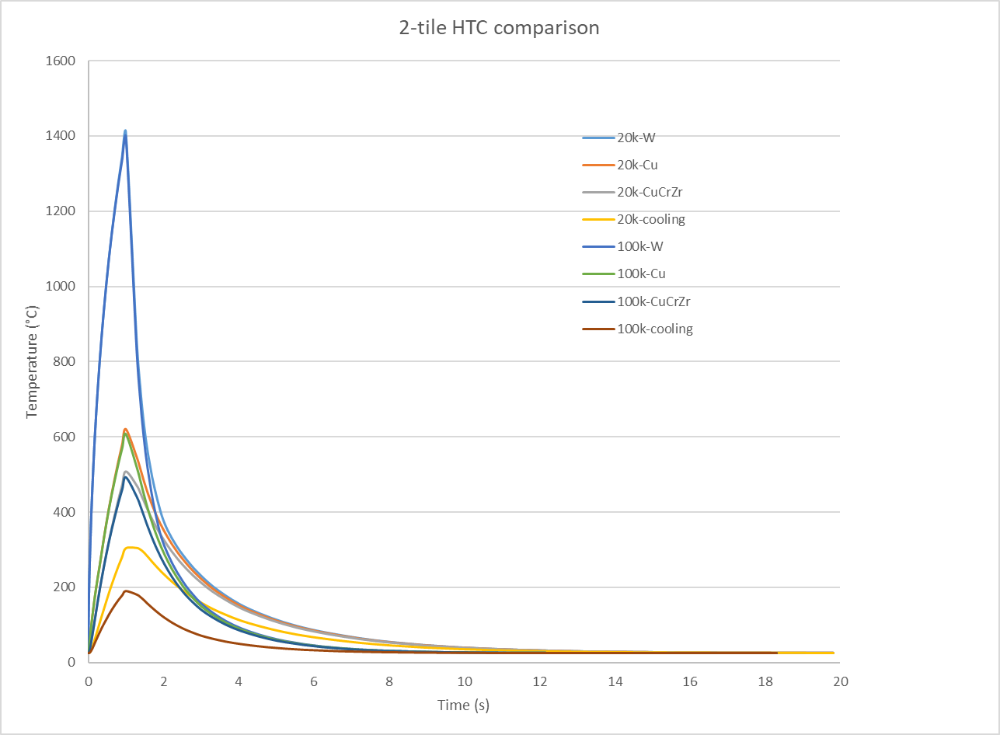 2-tile HTC comparison
1600
1400
1200
1000
800
600
400
200
0
Temperature (°C)
20k-W
20k-Cu
20k-CuCrZr
20k-cooling
100k-W
100k-Cu
100k-CuCrZr
100k-cooling
0 2 4 6 8 10 12 14 16 18 20
Time (s)